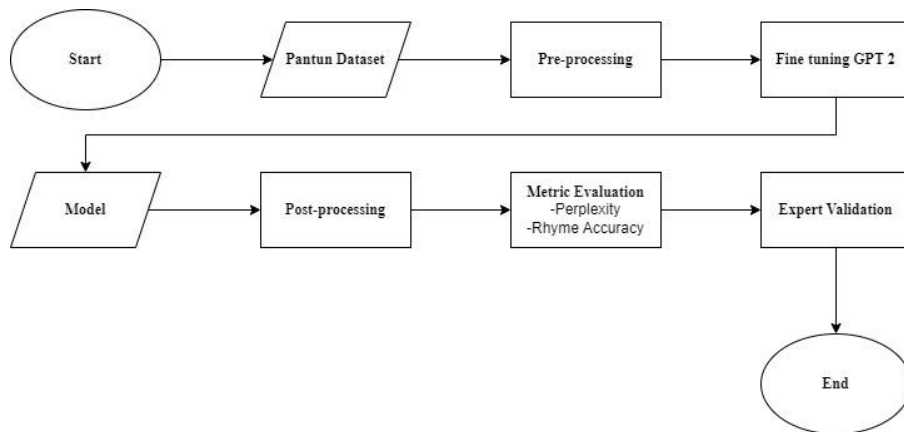 Start
Pantun Dataset
Pre-processing
Fine tuning GPT 2
Model
Post-processing
Metric Evaluation
-Perplexity
-Rhyme Accuracy
Expert Validation
End